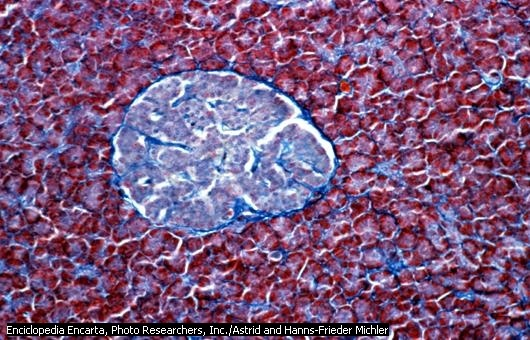 Enciclopedia Encarta, Photo Researchers, Inc./Astrid and Hanns-Frieder Michler